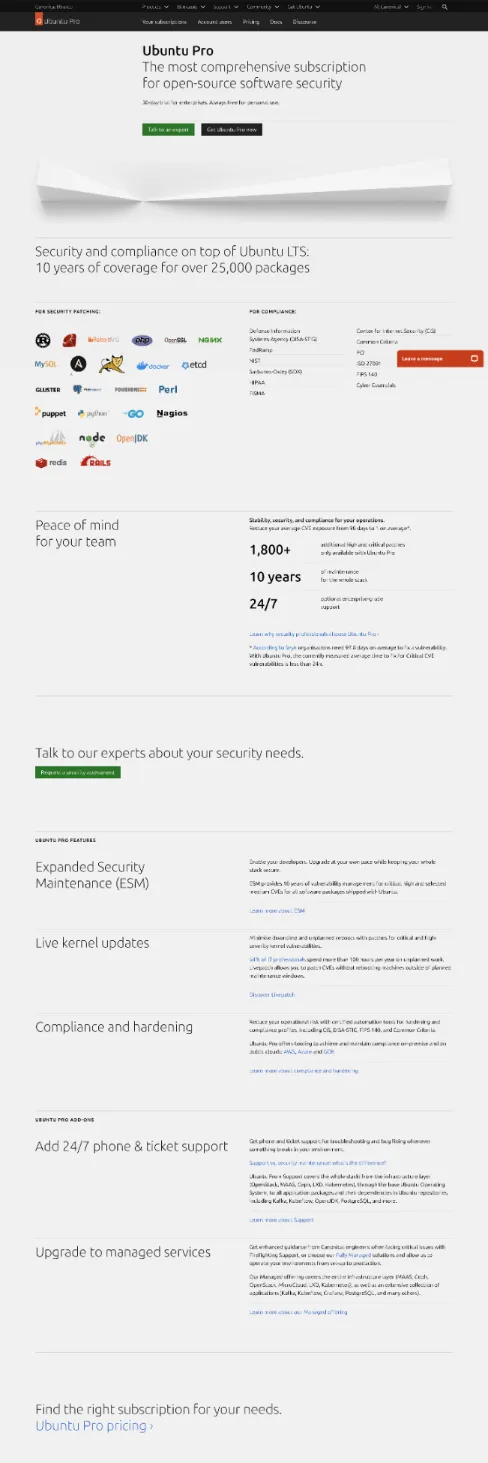 Canonical Ubuntu
Products
Use cases
Support
Community
Get Ubuntu
All Canonical
Sign in
Ubuntu Pro
Your subscriptions
Account users
Pricing
Docs
Discourse
Ubuntu Pro
The most comprehensive subscription
for open-source software security
30-day trial for enterprises. Always free for personal use.
Talk to an expert
Get Ubuntu Pro now
Security and compliance on top of Ubuntu LTS:
10 years of coverage for over 25,000 packages
FOR SECURITY PATCHING:
RabbitMQ
php
OpenSSL
NGINX
MySQL
docker
etcd
GLUSTER
Perl
puppet
python
GO
Nagios
phpMyAdmin
node
OpenJDK
redis
RAILS
FOR COMPLIANCE:
Defense Information
Systems Agency (DISA-STIG)
FedRamp
NIST
Sarbanes-Oxley (SOX)
HIPAA
FISMA
Center for Internet Security (CIS)
Common Criteria
PCI
ISO 27001
FIPS 140
Cyber Essentials
Leave a message
Peace of mind
for your team
Stability, security, and compliance for your operations.
Reduce your average CVE exposure from 98 days to 1 on average*.
1,800+
additional high and critical patches
only available with Ubuntu Pro
10 years
of maintenance
for the whole stack
24/7
optional enterprise-grade
support
Learn why security professionals choose Ubuntu Pro ›
* According to Snyk organisations need 97.8 days on average to fix a vulnerability.
With Ubuntu Pro, the currently measured average time to fix for Critical CVE
vulnerabilities is less than 24h.
Talk to our experts about your security needs.
Request a security assessment
UBUNTU PRO FEATURES
Expanded Security
Maintenance (ESM)
Enable your developers. Upgrade at your own pace while keeping your whole
stack secure.
ESM provides 10 years of vulnerability management for critical, high and selected
medium CVEs for all software packages shipped with Ubuntu.
Learn more about ESM
Live kernel updates
Minimise downtime and unplanned reboots with patches for critical and high-
severity kernel vulnerabilities.
64% of IT professionals spend more than 100 hours per year on unplanned work.
Livepatch allows you to patch CVEs without rebooting machines outside of planned
maintenance windows.
Discover Livepatch
Compliance and hardening
Reduce your operational risk with certified automation tools for hardening and
compliance profiles, including CIS, DISA-STIG, FIPS 140, and Common Criteria.
Ubuntu Pro offers tooling to achieve and maintain compliance on-premise and on
public clouds: AWS, Azure and GCP.
Learn more about compliance and hardening
UBUNTU PRO ADD-ONS
Add 24/7 phone & ticket support
Get phone and ticket support for troubleshooting and bug fixing whenever
something breaks in your environment.
Support vs. security maintenance: what's the difference?
Ubuntu Pro + Support covers the whole stack from the infrastructure layer
(OpenStack, MAAS, Ceph, LXD, Kubernetes), through the base Ubuntu Operating
System, to all application packages and their dependencies in Ubuntu repositories
including Kafka, Kubeflow, OpenJDK, PostgreSQL, and more.
Learn more about Support
Upgrade to managed services
Get enhanced guidance from Canonical engineers when facing critical issues with
Firefighting Support, or choose our Fully Managed solutions and allow us to
operate your environments from set-up to production.
Our Managed offering covers the entire infrastructure layer (MAAS, Ceph,
OpenStack, MicroCloud, LXD, Kubernetes), as well as an extensive collection of
applications (Kafka, Kubeflow, Grafana, PostgreSQL, and many others).
Learn more about our Managed offering
Find the right subscription for your needs.
Ubuntu Pro pricing ›